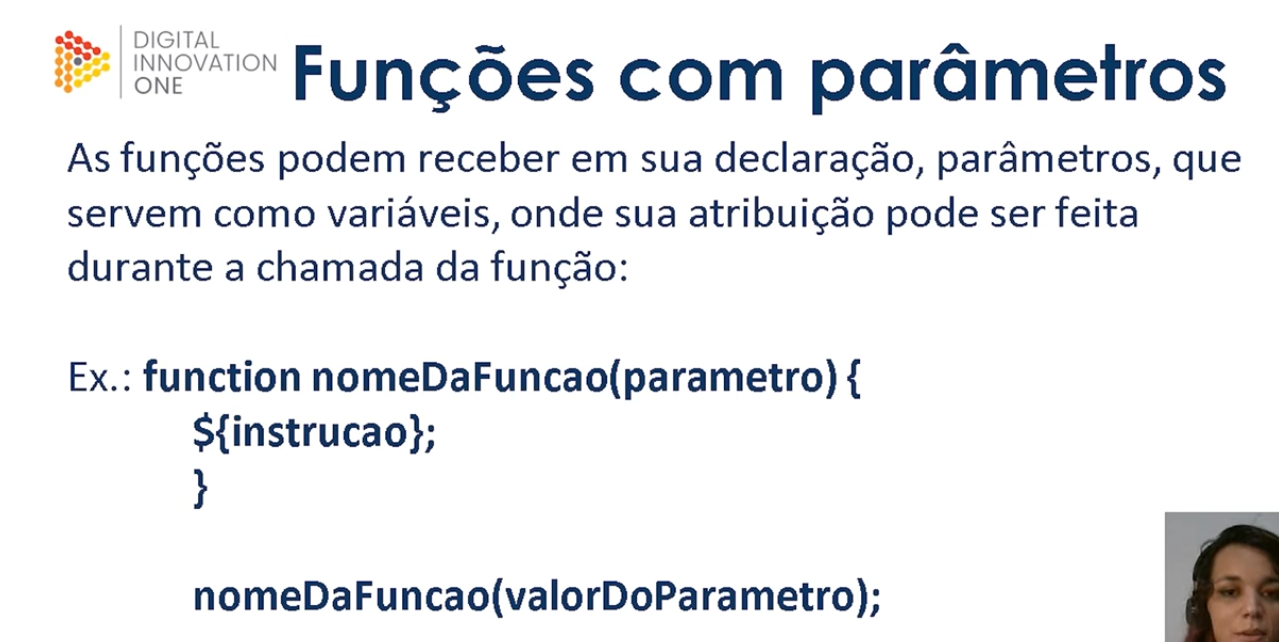 DIGITAL
INNOVATION
ONE
Funções com parâmetros
As funções podem receber em sua declaração, parâmetros, que
servem como variáveis, onde sua atribuição pode ser feita
durante a chamada da função:
Ex.: function nomeDaFuncao(parametro) {
${instrucao};
}
nomeDaFuncao(valorDoParametro);